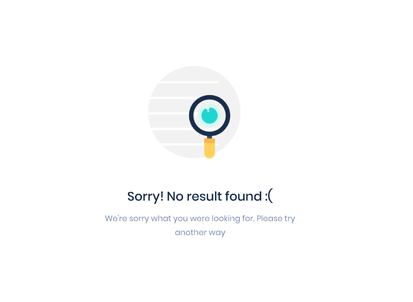 Sorry! No result found :(
We're sorry what you were looking for. Please try
another way